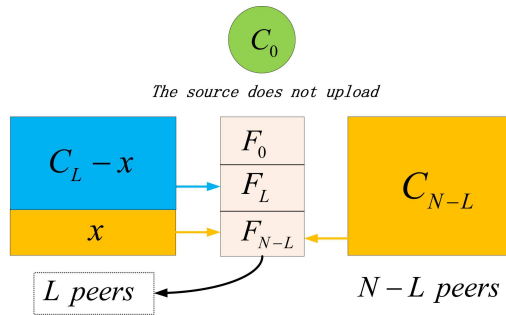 C_0
The source does not upload
C_L − x
x
F_0
F_L
F_{N−L}
C_{N−L}
L peers
N − L peers